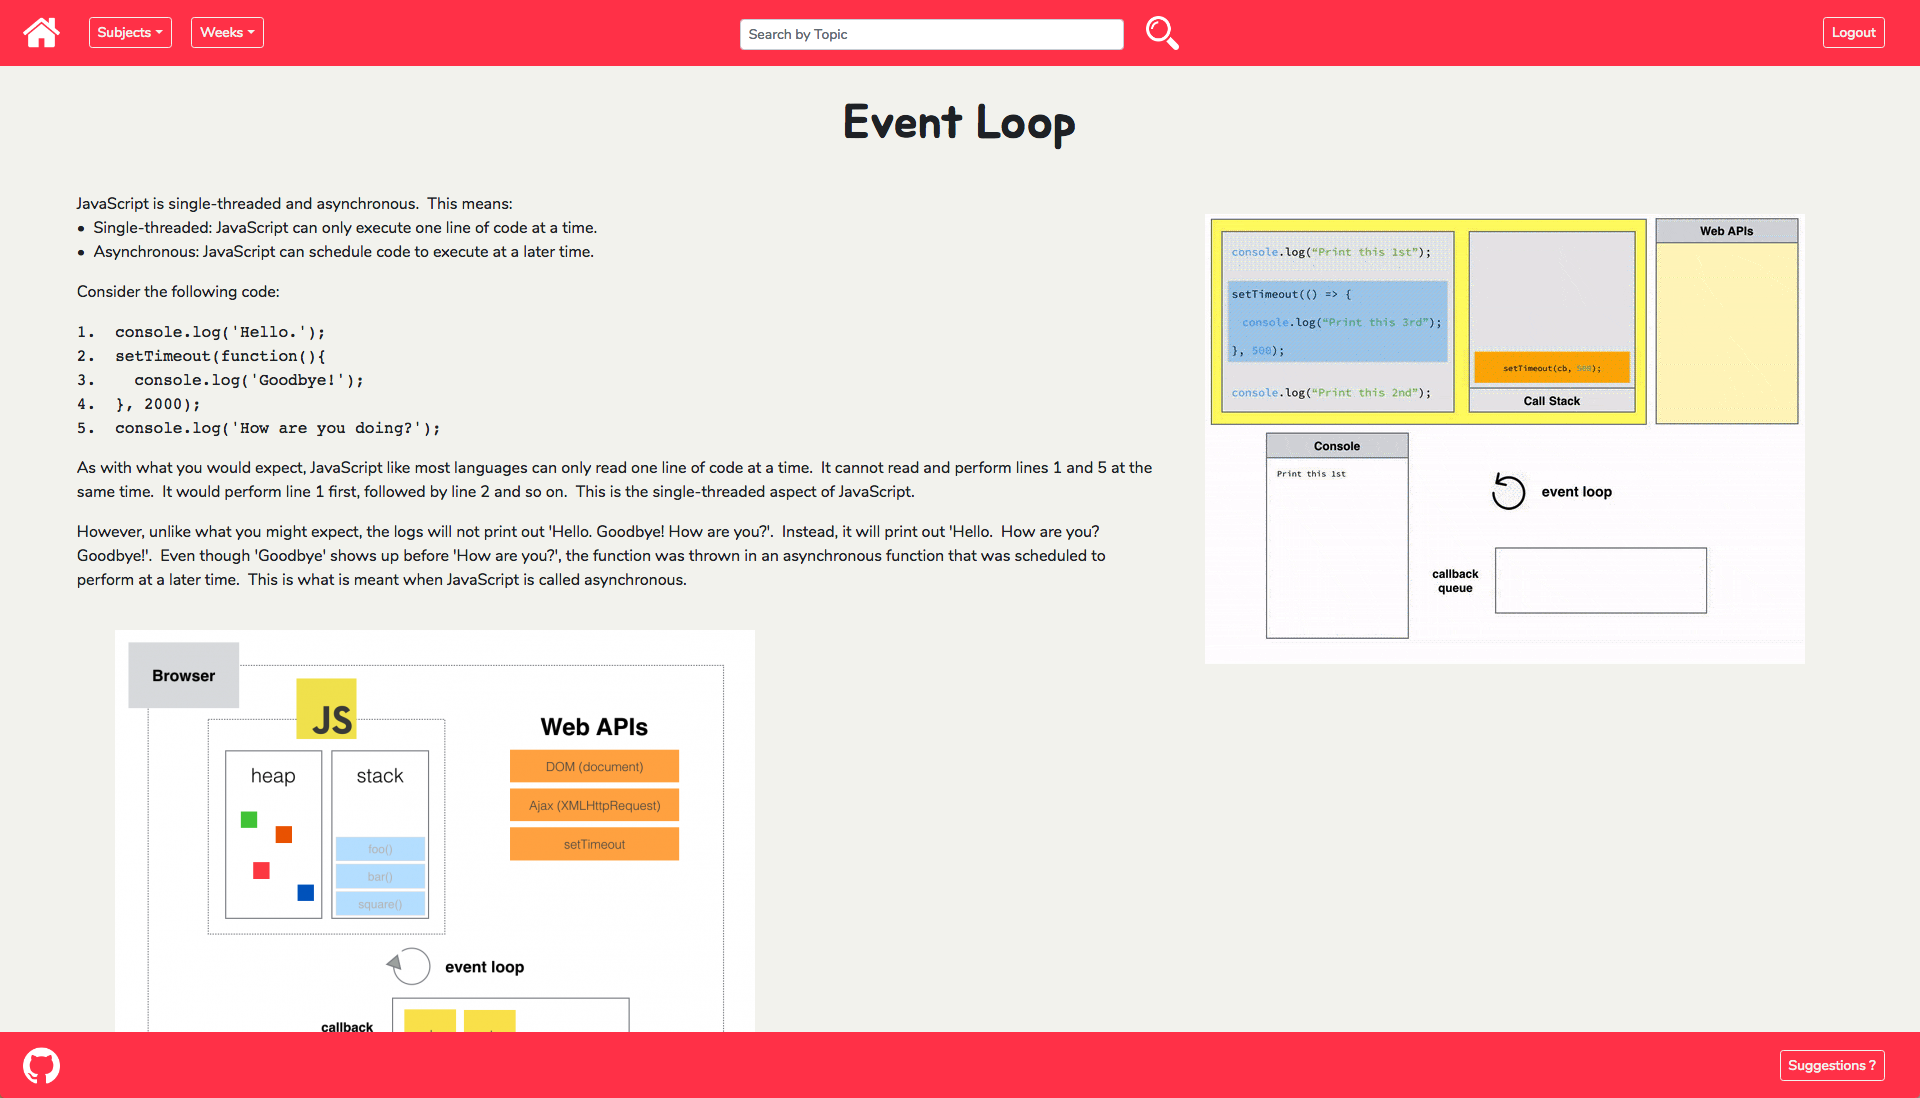 Subjects
Weeks
Search by Topic
Logout
Event Loop
JavaScript is single-threaded and asynchronous.  This means:
• Single-threaded: JavaScript can only execute one line of code at a time.
• Asynchronous: JavaScript can schedule code to execute at a later time.
Consider the following code:
1.  console.log('Hello.');
2.  setTimeout(function(){
3.    console.log('Goodbye!');
4.  }, 2000);
5.  console.log('How are you doing?');
As with what you would expect, JavaScript like most languages can only read one line of code at a time.  It cannot read and perform lines 1 and 5 at the
same time.  It would perform line 1 first, followed by line 2 and so on.  This is the single-threaded aspect of JavaScript.
However, unlike what you might expect, the logs will not print out 'Hello. Goodbye! How are you?'.  Instead, it will print out 'Hello.  How are you?
Goodbye!'.  Even though 'Goodbye' shows up before 'How are you?', the function was thrown in an asynchronous function that was scheduled to
perform at a later time.  This is what is meant when JavaScript is called asynchronous.
console.log(“Print this 1st”);
setTimeout(() => {
console.log(“Print this 3rd”);
}, 500);
console.log(“Print this 2nd”);
setTimeout(cb, 500);
Call Stack
Web APIs
Console
Print this 1st
event loop
callback
queue
Browser
JS
heap
stack
foo()
bar()
square()
Web APIs
DOM (document)
Ajax (XMLHttpRequest)
setTimeout
event loop
callback
Suggestions ?